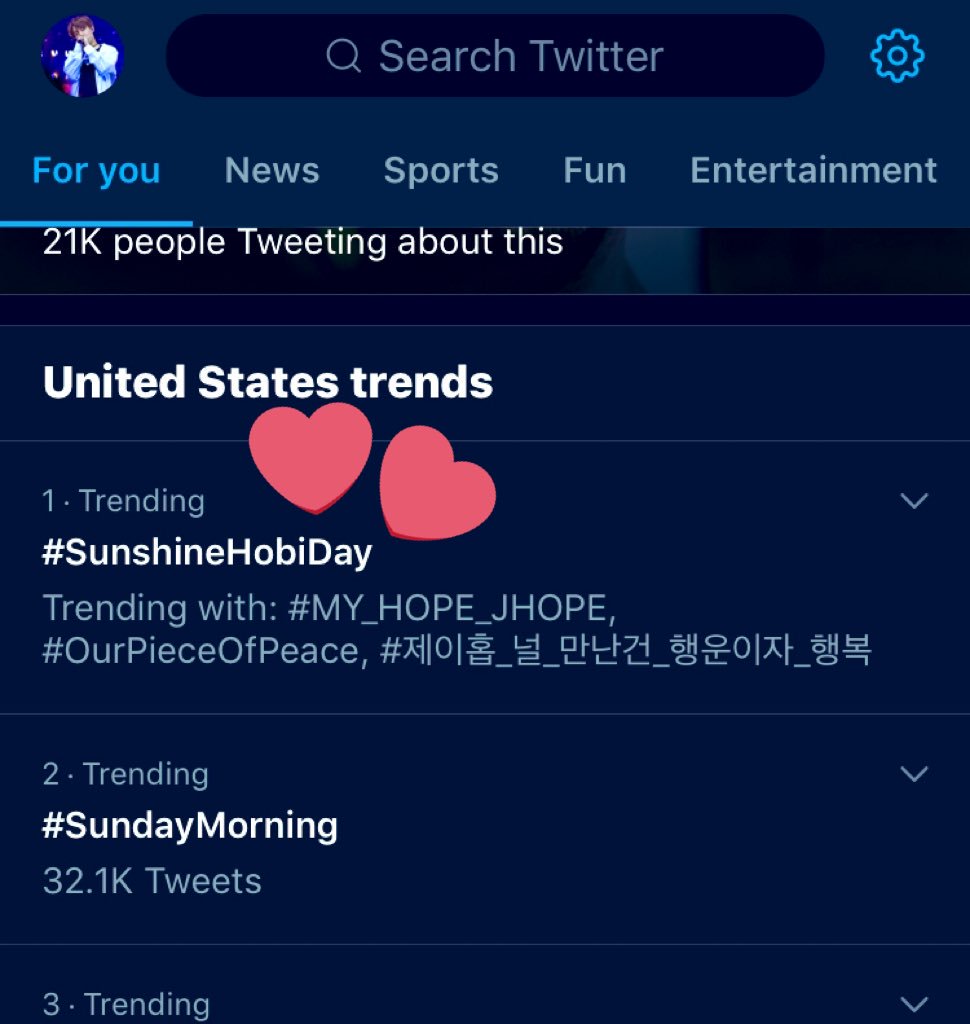 Search Twitter
For you News Sports Fun Entertainment
21K people Tweeting about this
United States trends
1 · Trending
#SunshineHobiDay
Trending with: #MY_HOPE_JHOPE,
#OurPieceOfPeace, #제이홉_널_만난건_행운이자_행복
2 · Trending
#SundayMorning
32.1K Tweets
3 · Trending